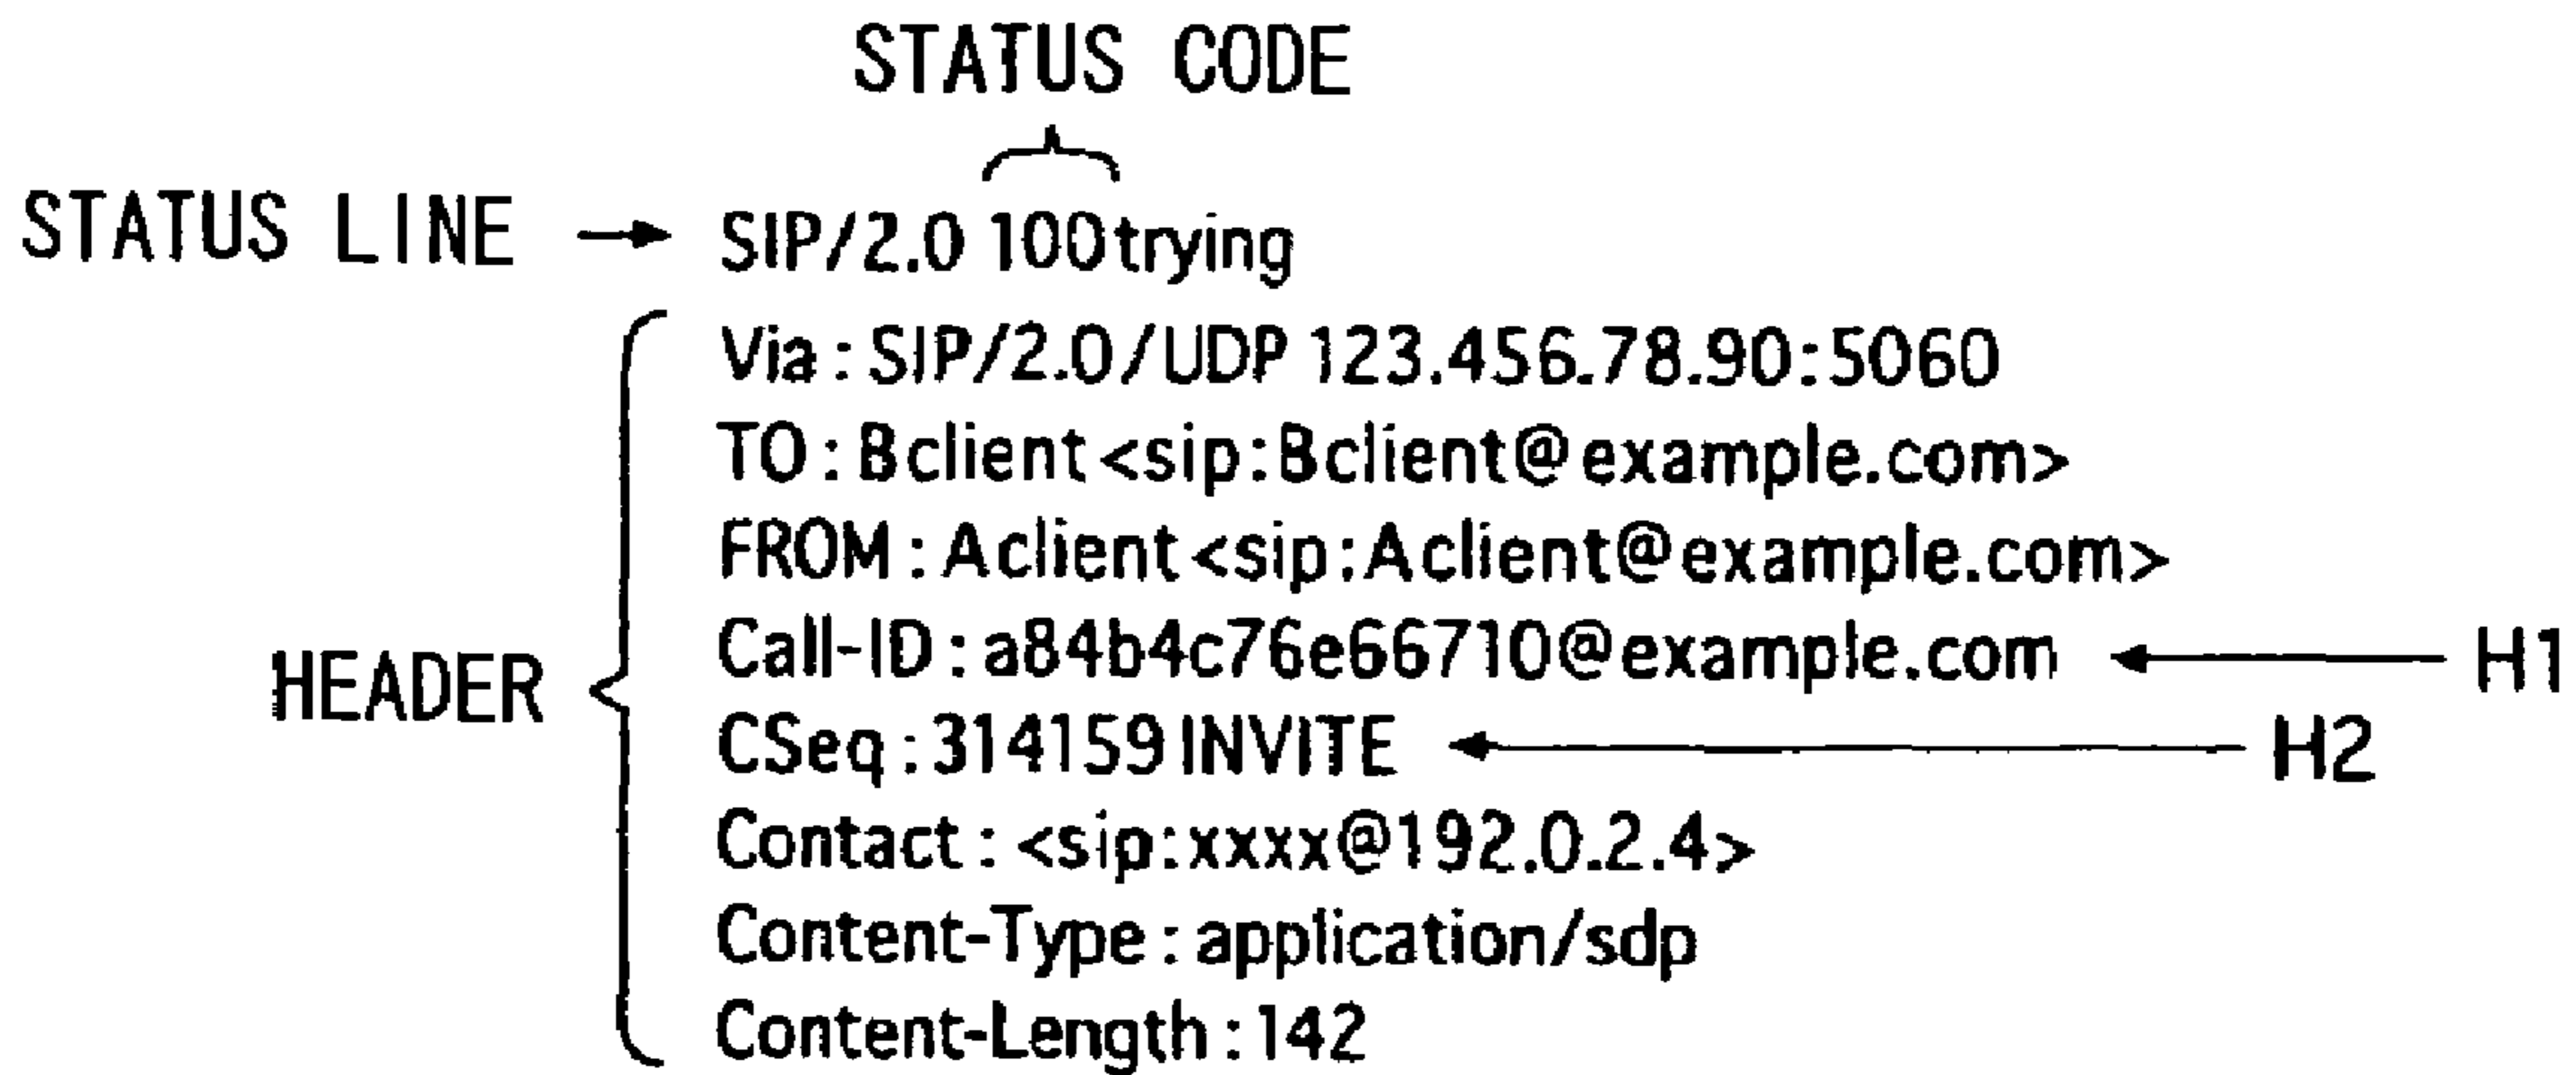 STATUS CODE
STATUS LINE → SIP/2.0 100trying
Via : SIP/2.0/UDP 123.456.78.90:5060
TO : Bclient <sip:Bclient@example.com>
FROM : Aclient <sip:Aclient@example.com>
Call-ID : a84b4c76e66710@example.com ← H1
HEADER
CSeq : 314159 INVITE ← H2
Contact : <sip:xxxx@192.0.2.4>
Content-Type : application/sdp
Content-Length : 142